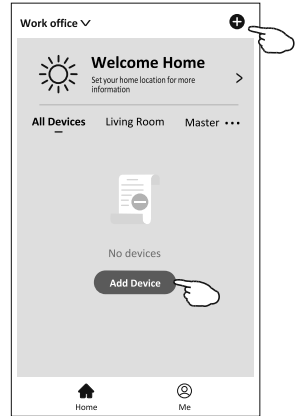 Work office
Welcome Home
Set your home location for more
information
All Devices Living Room Master
No devices
Add Device
Home Me